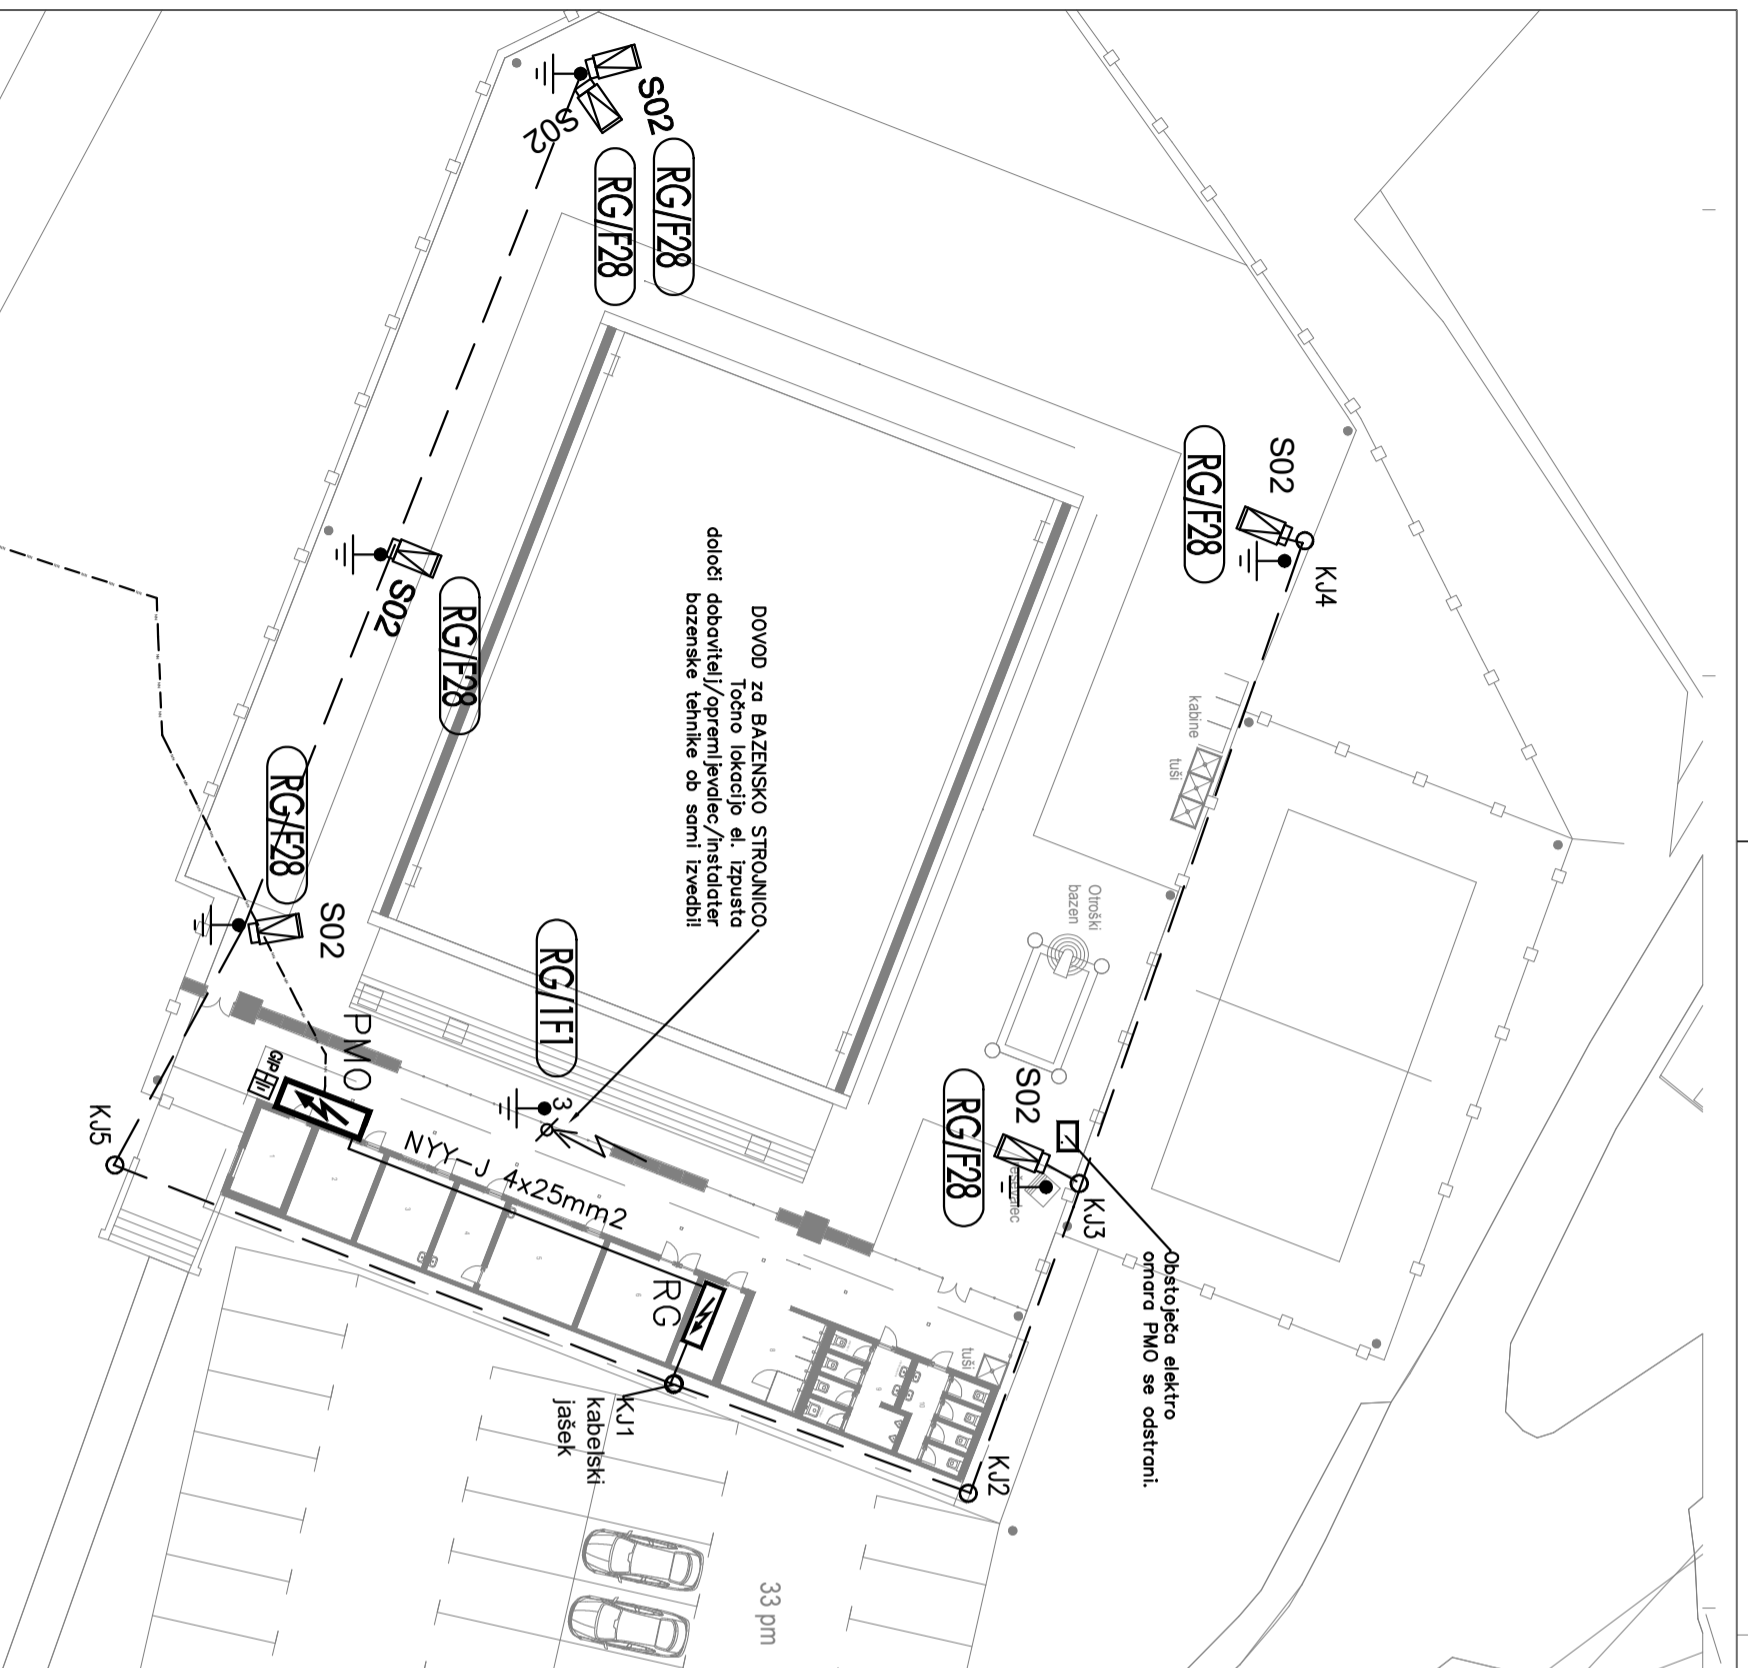 S02
S02
RG/F28
RG/F28
S02
RG/F28
KJ4
kabine
tuši
S02
RG/F28
DOVOD za BAZENSKO STROJNICO
Točno lokacijo el. izpusta
določi dobavitelj/opremljevalec/instalater
bazenske tehnike ob sami izvedbi!
Otroški
bazen
RG/F28
S02
RG/1F1
3
S02
RG/F28
KJ3
PMO
GIP
KJ5
NYY-J 4x25mm2
Obstoječa elektro
omara PMO se odstrani.
RG
tuši
KJ1
kabelski
jašek
KJ2
33 pm